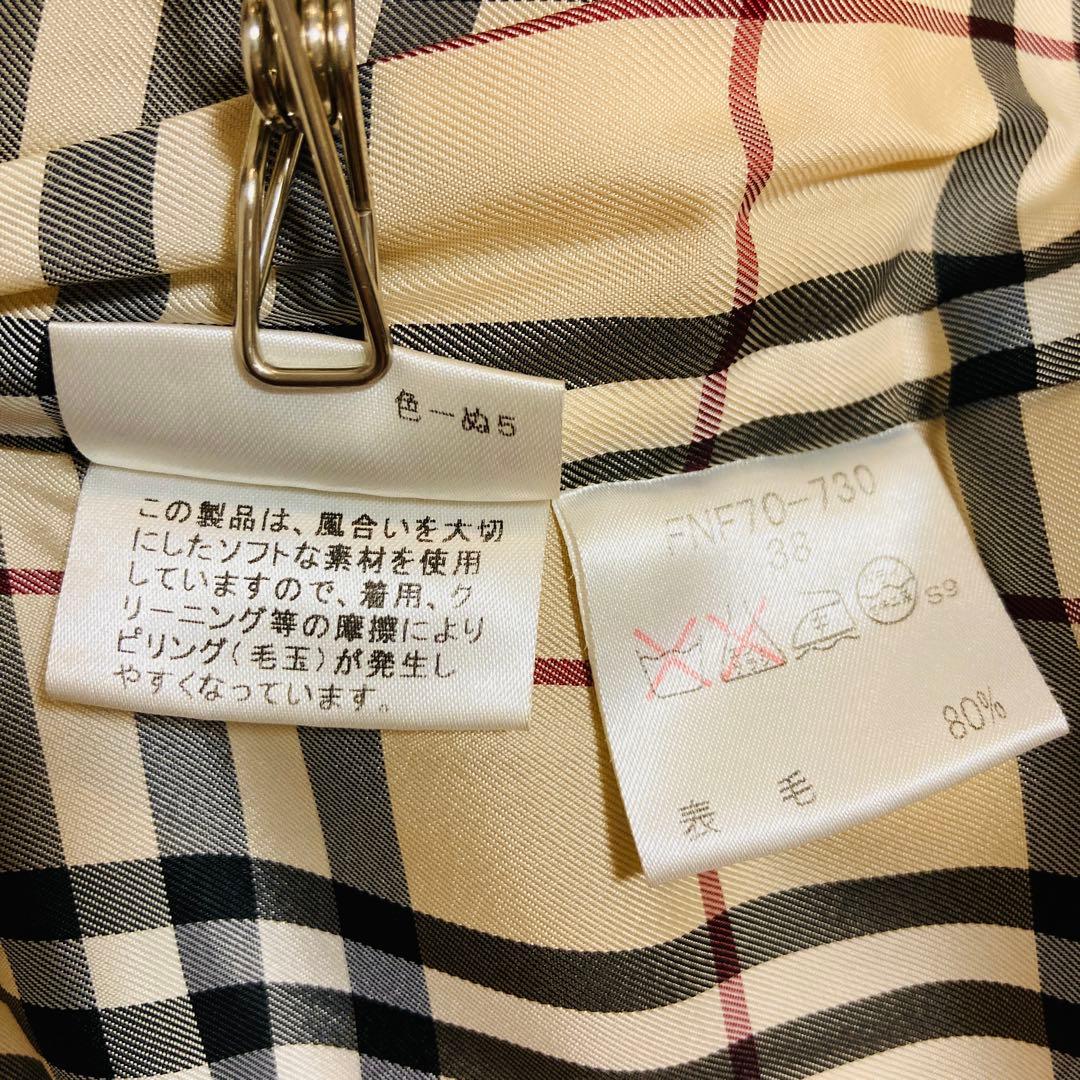 色ーぬ5
この製品は、風合いを大切
にしたソフトな素材を使用
していますので、着用、ク
リーニング等の摩擦により
ピリング(毛玉)が発生し
やすくなっています。
FNF70-730
38
59
表 毛 80%